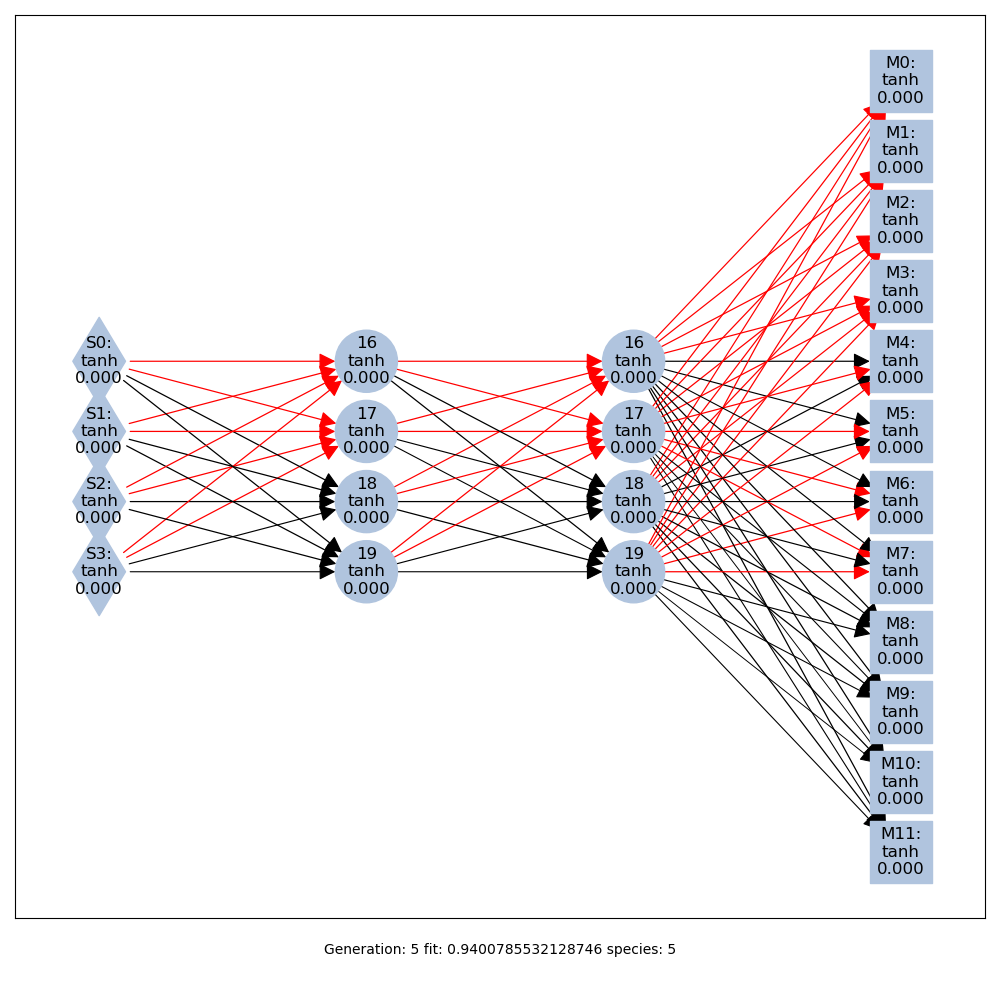 S0:
tanh
0.000
S1:
tanh
0.000
S2:
tanh
0.000
S3:
tanh
0.000
16
tanh
0.000
17
tanh
0.000
18
tanh
0.000
19
tanh
0.000
16
tanh
0.000
17
tanh
0.000
18
tanh
0.000
19
tanh
0.000
M0:
tanh
0.000
M1:
tanh
0.000
M2:
tanh
0.000
M3:
tanh
0.000
M4:
tanh
0.000
M5:
tanh
0.000
M6:
tanh
0.000
M7:
tanh
0.000
M8:
tanh
0.000
M9:
tanh
0.000
M10:
tanh
0.000
M11:
tanh
0.000
Generation: 5 fit: 0.9400785532128746 species: 5